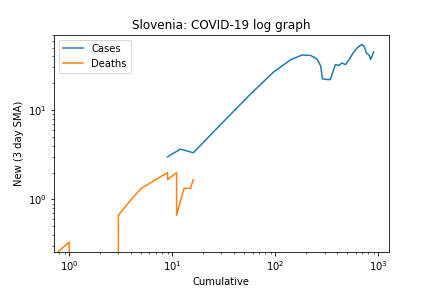 Slovenia: COVID-19 log graph
Cases
Deaths
New (3 day SMA)
10¹
10⁰
10⁰ 10¹ 10² 10³
Cumulative